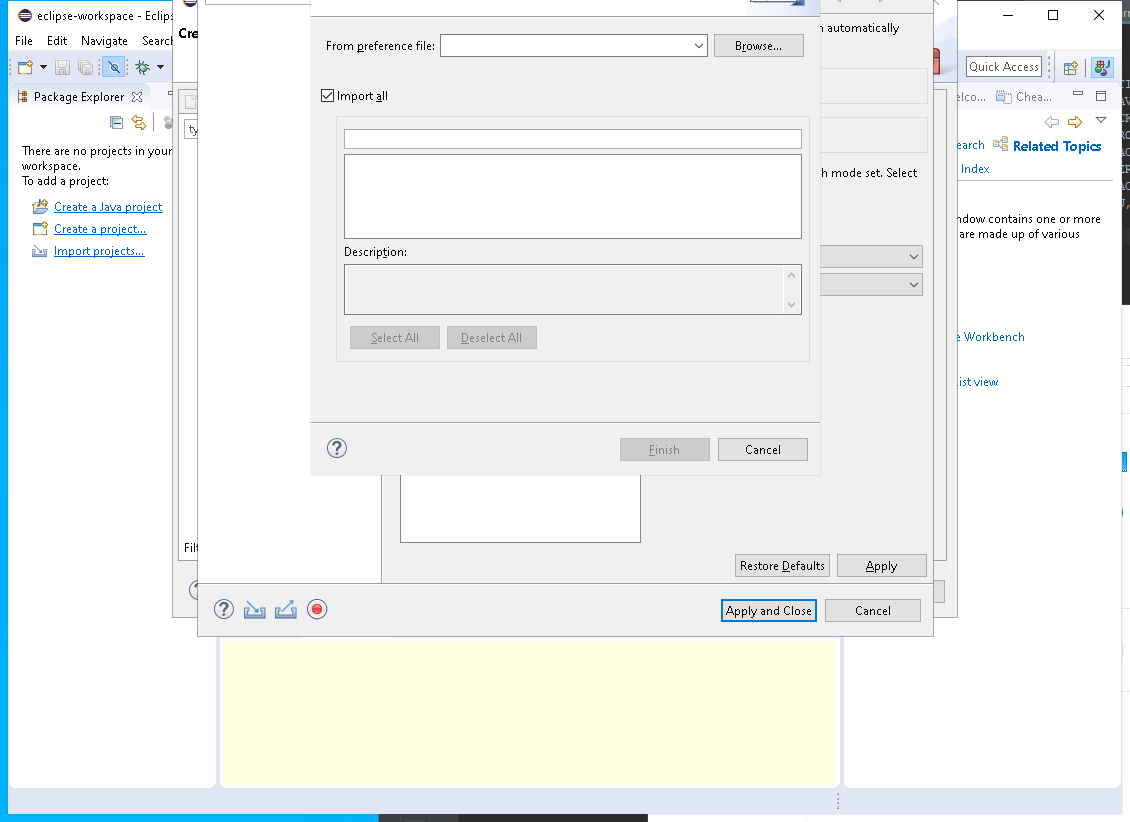 eclipse-workspace - Eclips
File Edit Navigate Search
Cre
Quick Access
Package Explorer
There are no projects in your
workspace.
To add a project:
Create a Java project
Create a project...
Import projects...
From preference file:
Browse...
Import all
Description:
Select All
Deselect All
Finish
Cancel
automatically
h mode set. Select
Restore Defaults
Apply
Apply and Close
Cancel
Filt
ty
elco...
Chea...
earch
Related Topics
Index
ndow contains one or more
are made up of various
e Workbench
ist view